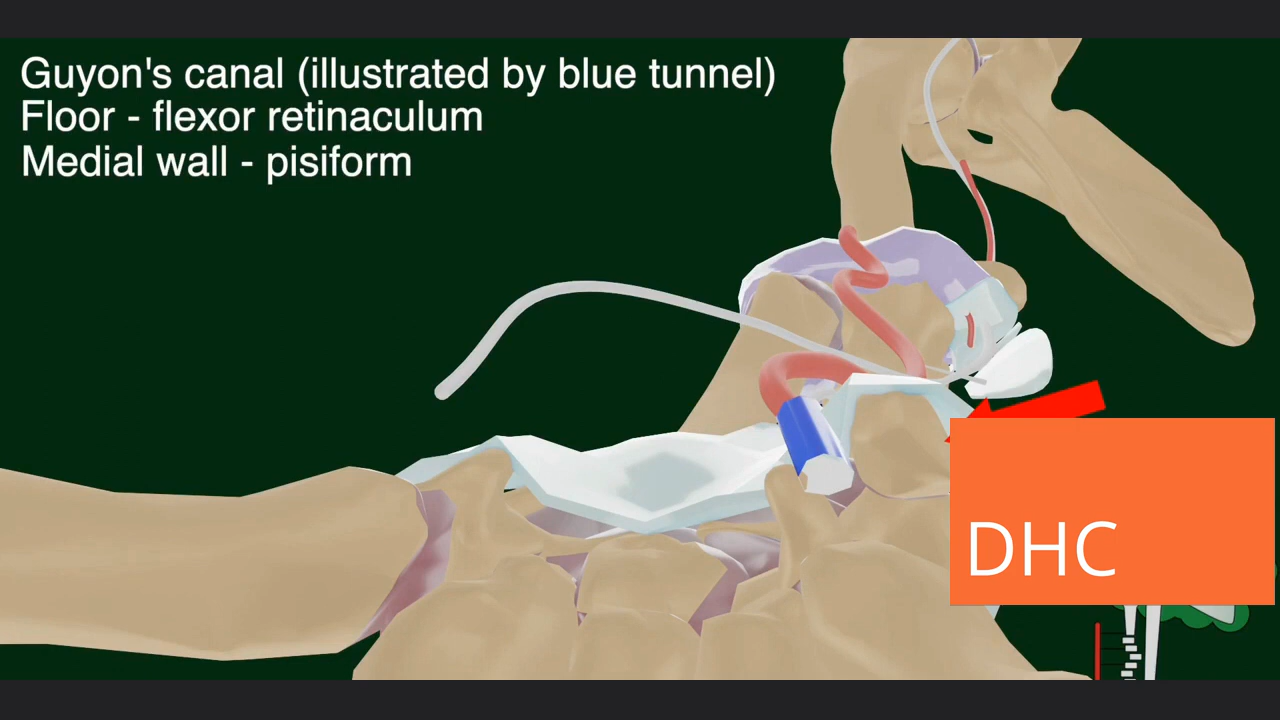 Guyon's canal (illustrated by blue tunnel)
Floor - flexor retinaculum
Medial wall - pisiform
DHC